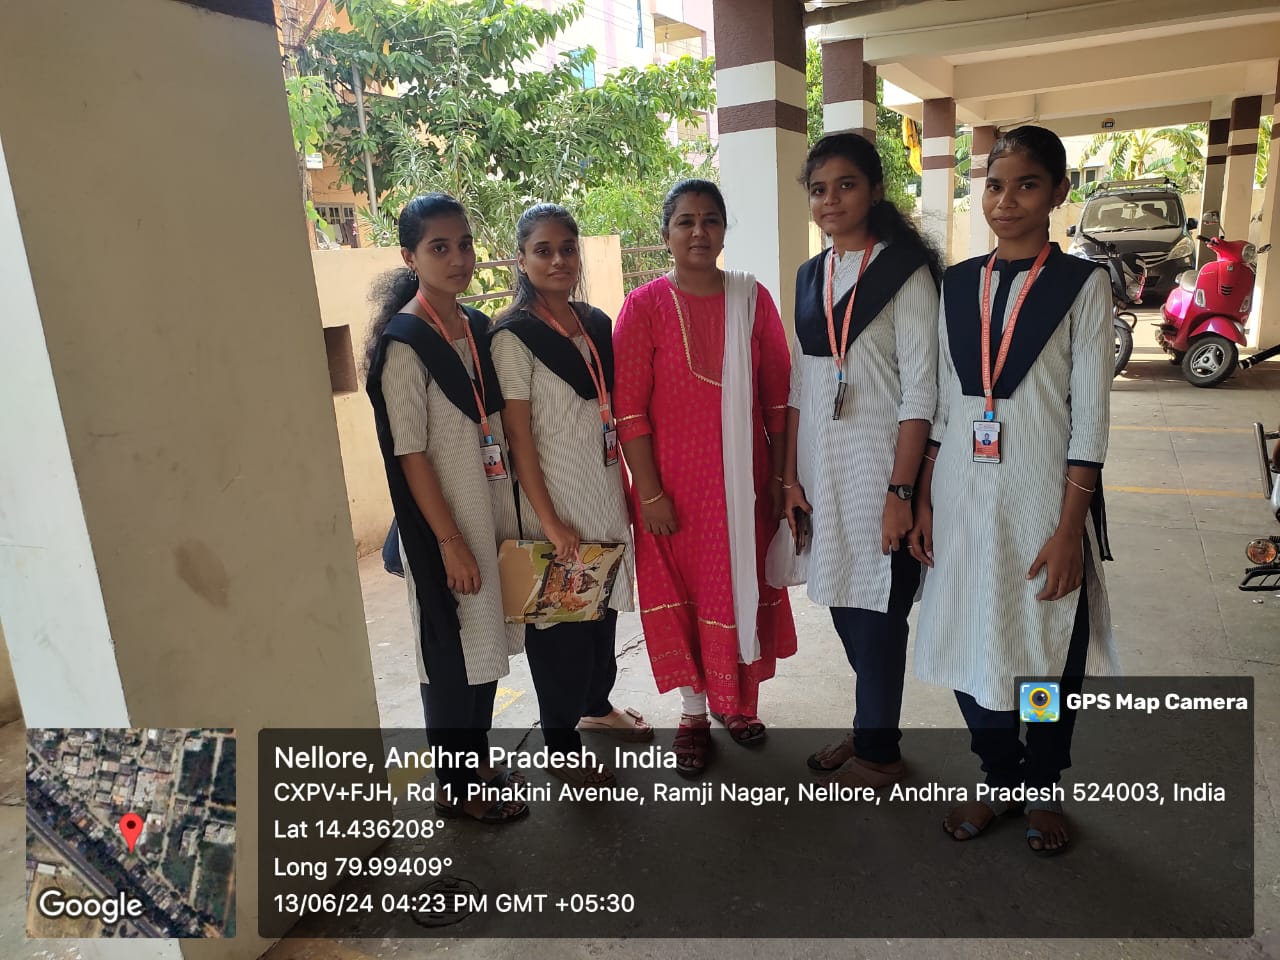 GPS Map Camera
Nellore, Andhra Pradesh, India
CXPV+FJH, Rd 1, Pinakini Avenue, Ramji Nagar, Nellore, Andhra Pradesh 524003, India
Lat 14.436208°
Long 79.99409°
13/06/24 04:23 PM GMT +05:30
Google